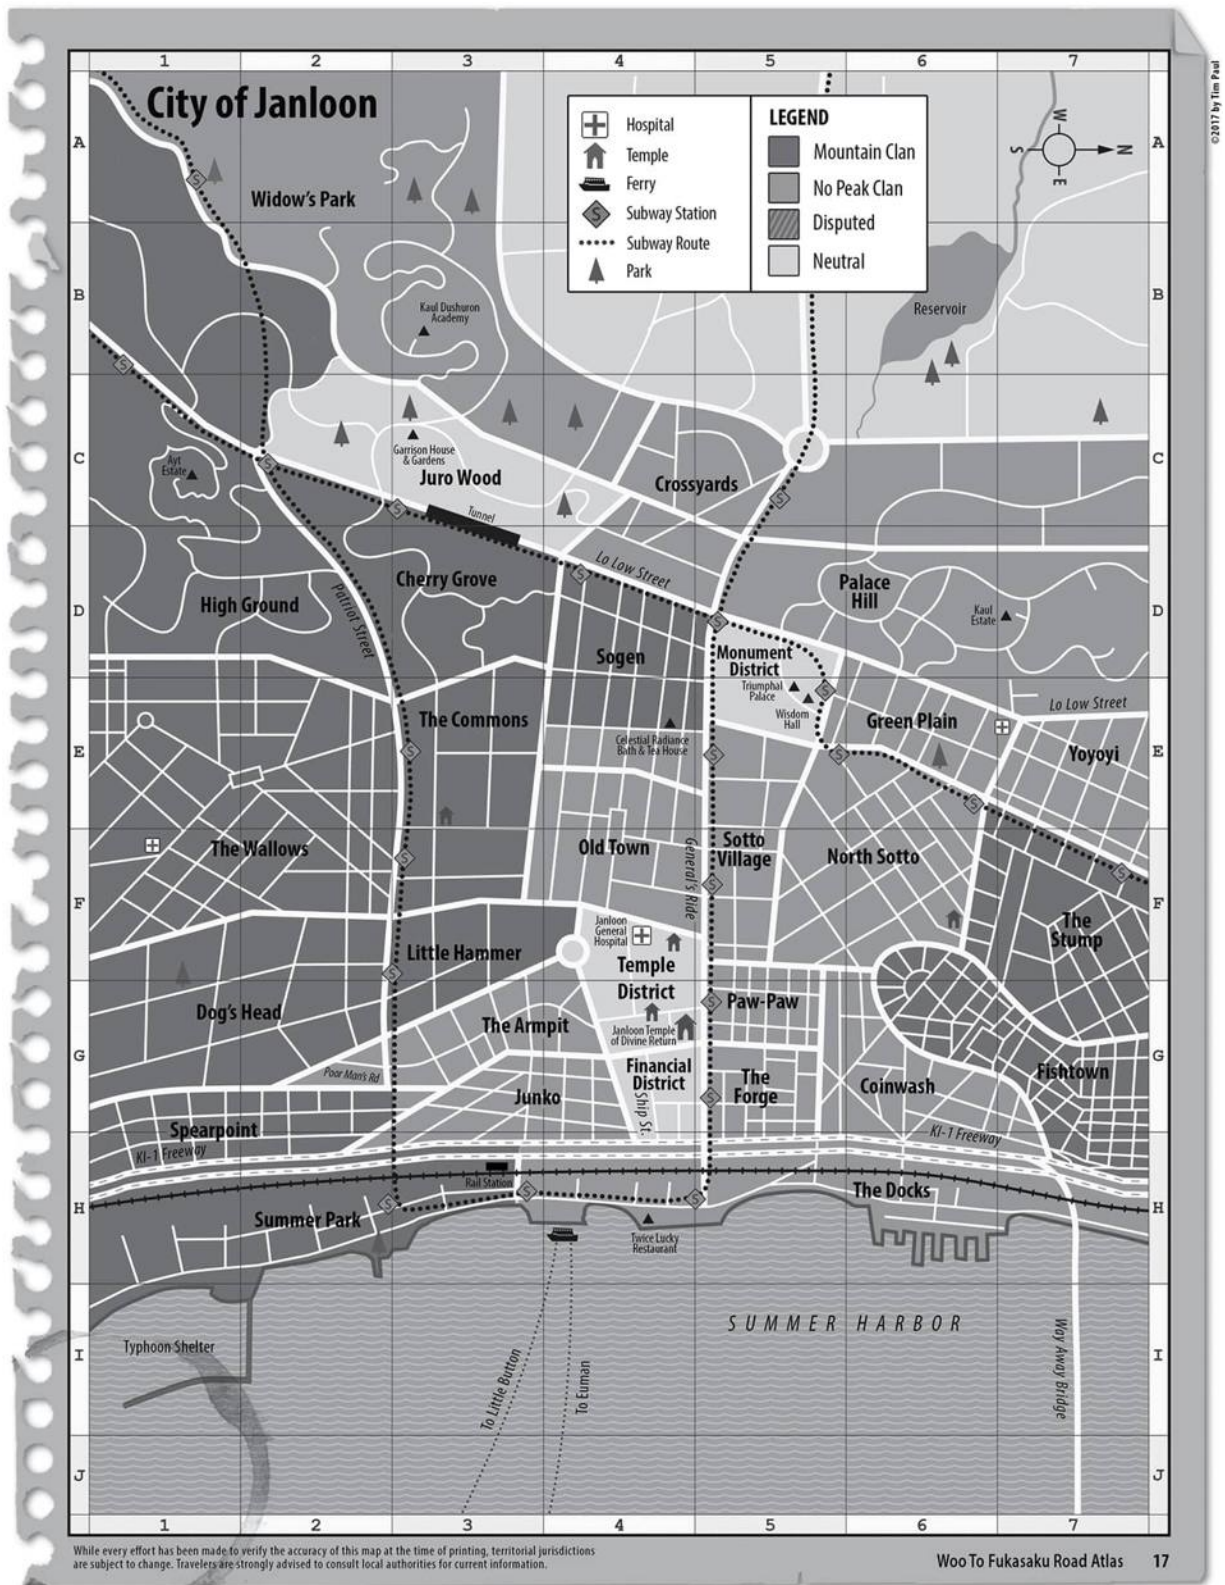 1 2 3 4 5 6 7
©2017 by Tim Paul
City of Janloon
Hospital
Temple
Ferry
S
Subway Station
Subway Route
Park
LEGEND
Mountain Clan
No Peak Clan
Disputed
Neutral
W
S
N
E
A
A
Widow's Park
B
B
Kaul Dushuron
Academy
Reservoir
C
C
Ayt
Estate
Garrison House
& Gardens
Juro Wood
Crossyards
Tunnel
D
D
Lo Low Street
Cherry Grove
Palace
Hill
High Ground
Patriot Street
Kaul
Estate
Sogen
Monument
District
Triumphal
Palace
Wisdom
Hall
Lo Low Street
E
E
The Commons
Green Plain
Celestial Radiance
Bath & Tea House
Yoyoyi
F
F
The Wallows
Old Town
General's Ride
Sotto
Village
North Sotto
Janloon
General
Hospital
The
Stump
Little Hammer
Temple
District
G
G
Dog's Head
The Armpit
Paw-Paw
Janloon Temple
of Divine Return
Poor Man's Rd
Financial
District
Junko
Ship St.
The
Forge
Coinwash
Fishtown
Spearpoint
KI-1 Freeway
KI-1 Freeway
H
H
Rail Station
The Docks
Summer Park
Twice Lucky
Restaurant
I
I
SUMMER HARBOR
Typhoon Shelter
To Little Button
To Euman
Way Away Bridge
J
J
1 2 3 4 5 6 7
While every effort has been made to verify the accuracy of this map at the time of printing, territorial jurisdictions
are subject to change. Travelers are strongly advised to consult local authorities for current information.
Woo To Fukasaku Road Atlas 17